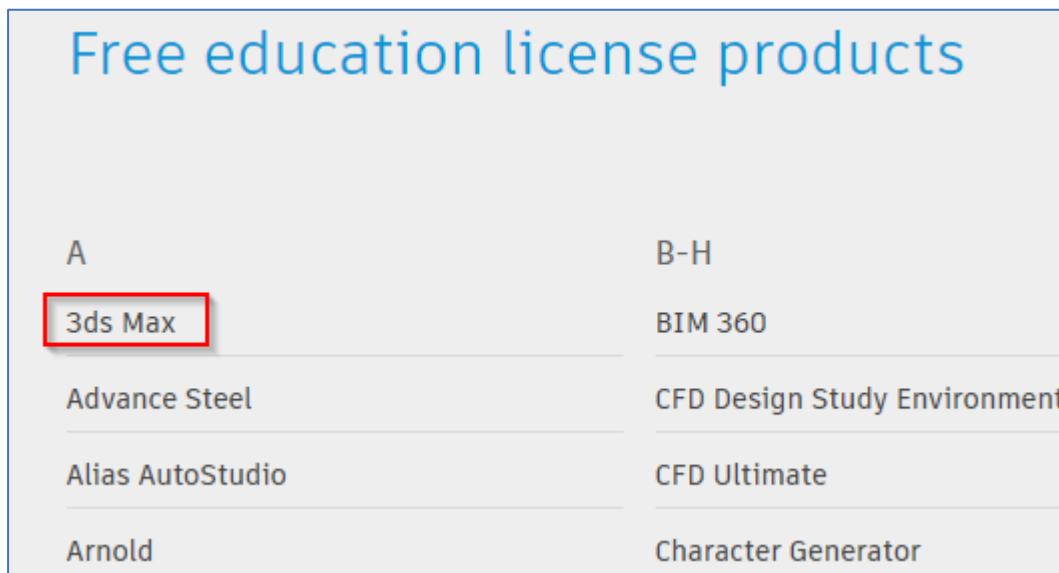 Free education license products
A
3ds Max
Advance Steel
Alias AutoStudio
Arnold
B-H
BIM 360
CFD Design Study Environment
CFD Ultimate
Character Generator